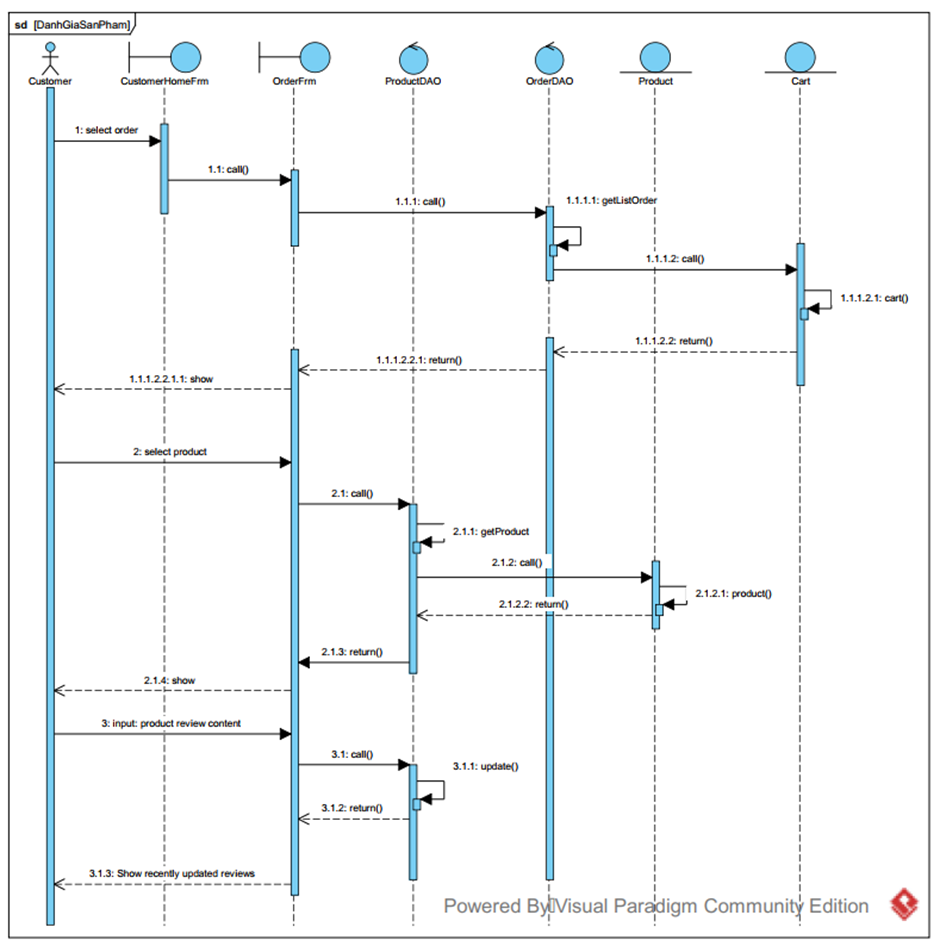 sd [DanhGiaSanPham]
Customer
CustomerHomeFrm
OrderFrm
ProductDAO
OrderDAO
Product
Cart
1: select order
1.1: call()
1.1.1: call()
1.1.1.1: getListOrder
1.1.1.2: call()
1.1.1.2.1: cart()
1.1.1.2.2: return()
1.1.1.2.2.1: return()
1.1.1.2.2.1.1: show
2: select product
2.1: call()
2.1.1: getProduct
2.1.2: call()
2.1.2.1: product()
2.1.2.2: return()
2.1.3: return()
2.1.4: show
3: input: product review content
3.1: call()
3.1.1: update()
3.1.2: return()
3.1.3: Show recently updated reviews
Powered By Visual Paradigm Community Edition